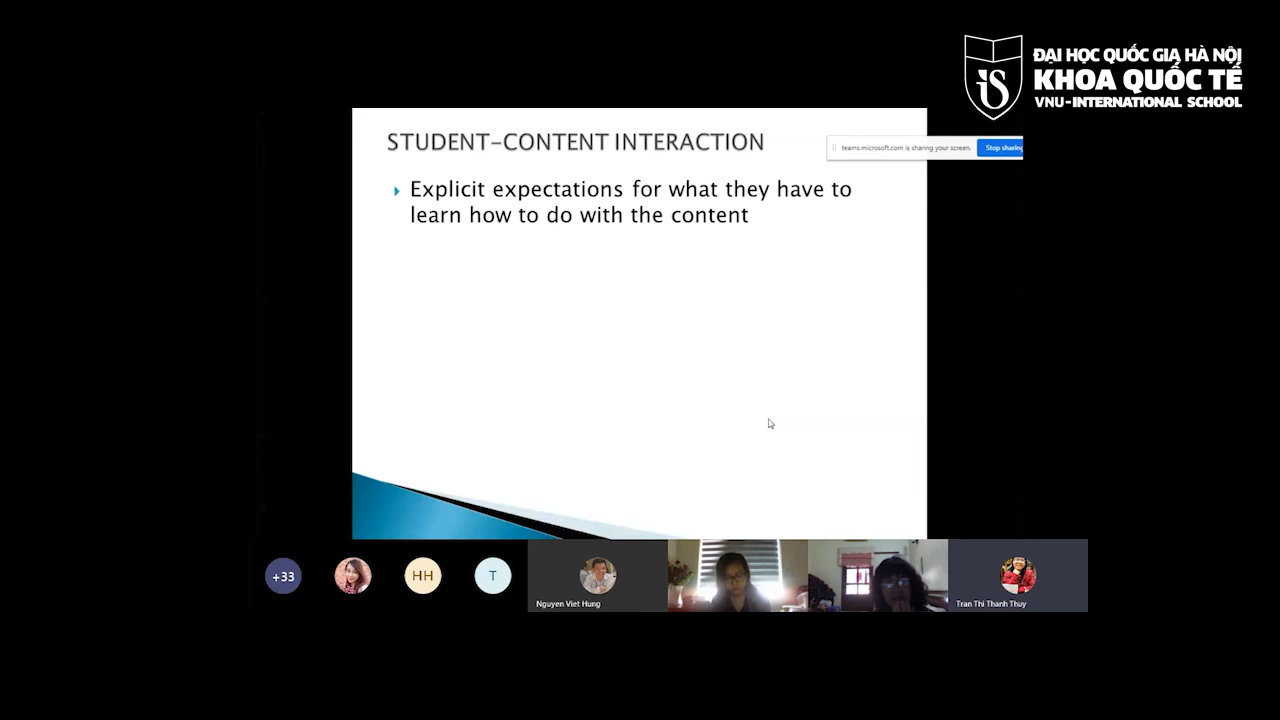 ĐẠI HỌC QUỐC GIA HÀ NỘI
KHOA QUỐC TẾ
VNU-INTERNATIONAL SCHOOL
iS
STUDENT-CONTENT INTERACTION
teams.microsoft.com is sharing your screen.
Stop sharing
Explicit expectations for what they have to
learn how to do with the content
+33
HH
T
Nguyen Viet Hung
Tran Thi Thanh Thuy